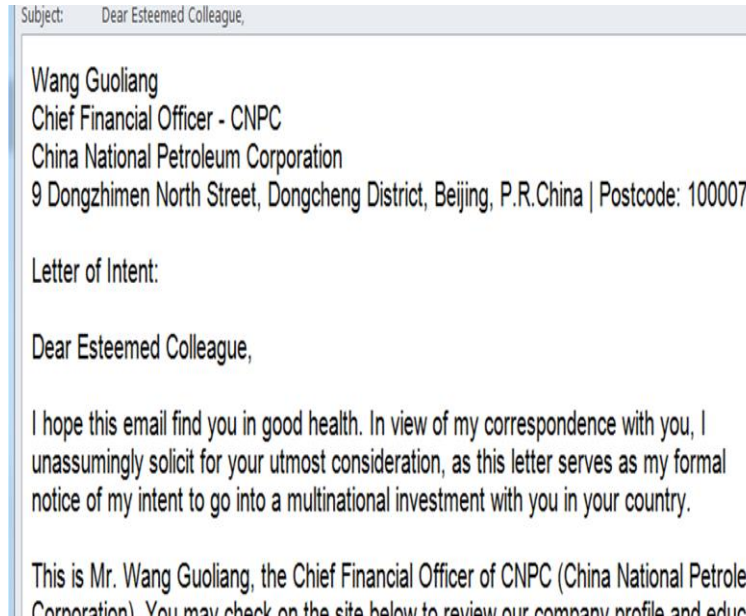 Subject: Dear Esteemed Colleague,
Wang Guoliang
Chief Financial Officer - CNPC
China National Petroleum Corporation
9 Dongzhimen North Street, Dongcheng District, Beijing, P.R.China | Postcode: 100007
Letter of Intent:
Dear Esteemed Colleague,
I hope this email find you in good health. In view of my correspondence with you, I
unassumingly solicit for your utmost consideration, as this letter serves as my formal
notice of my intent to go into a multinational investment with you in your country.
This is Mr. Wang Guoliang, the Chief Financial Officer of CNPC (China National Petrole
Corporation). You may check on the site below to review our company profile and educ